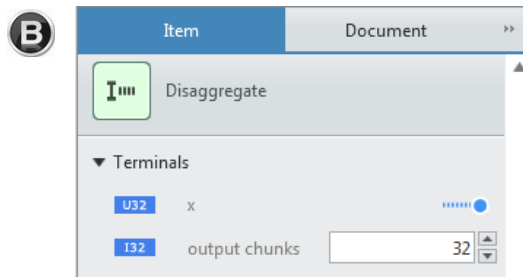 B
Item Document »
I Disaggregate
Terminals
U32 x
I32 output chunks 32